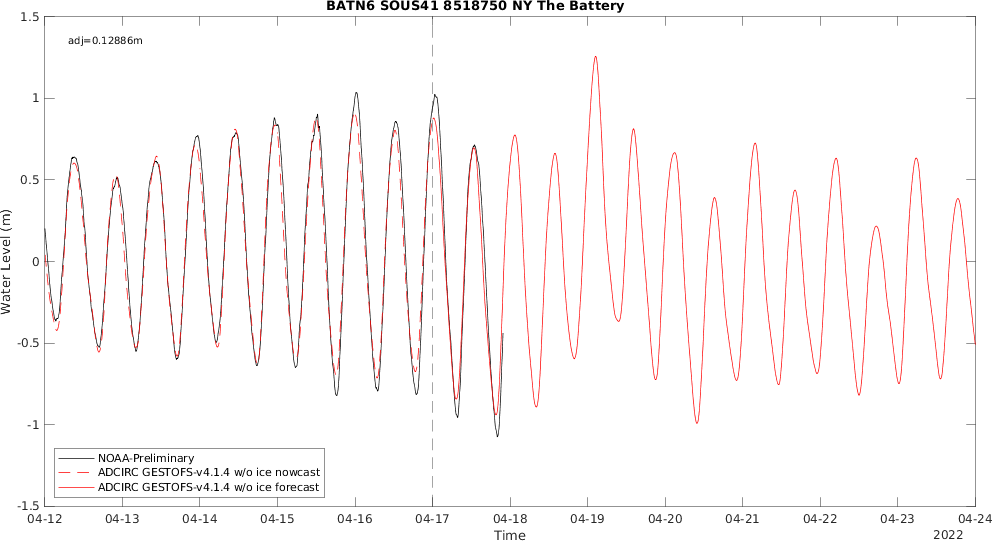 BATN6 SOUS41 8518750 NY The Battery
adj=0.12886m
1.5
1
0.5
0
-0.5
-1
-1.5
Water Level (m)
NOAA-Preliminary
ADCIRC GESTOFS-v4.1.4 w/o ice nowcast
ADCIRC GESTOFS-v4.1.4 w/o ice forecast
04-12 04-13 04-14 04-15 04-16 04-17 04-18 04-19 04-20 04-21 04-22 04-23 04-24
Time
2022